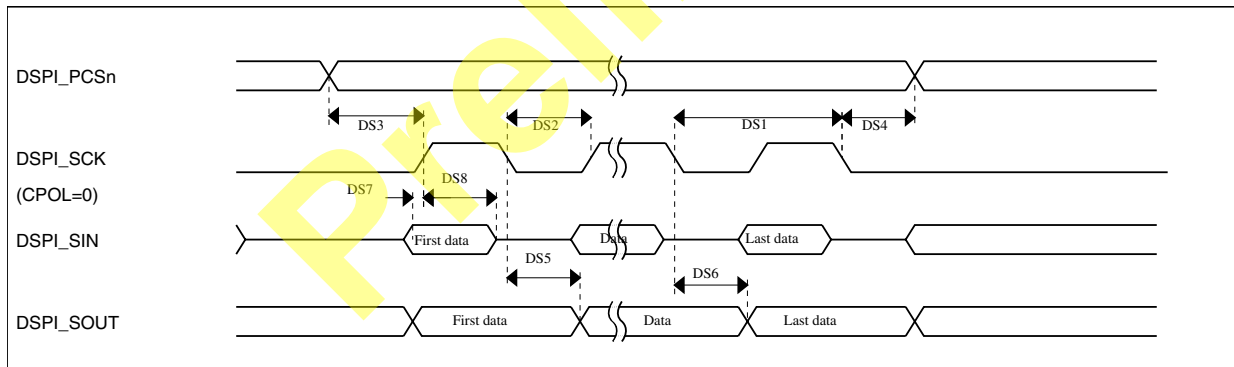 Prelim
DSPI_PCSn
DS3
DS2
DS1
DS4
DSPI_SCK
(CPOL=0)
DS7
DS8
DSPI_SIN
First data
Data
Last data
DS5
DS6
DSPI_SOUT
First data
Data
Last data